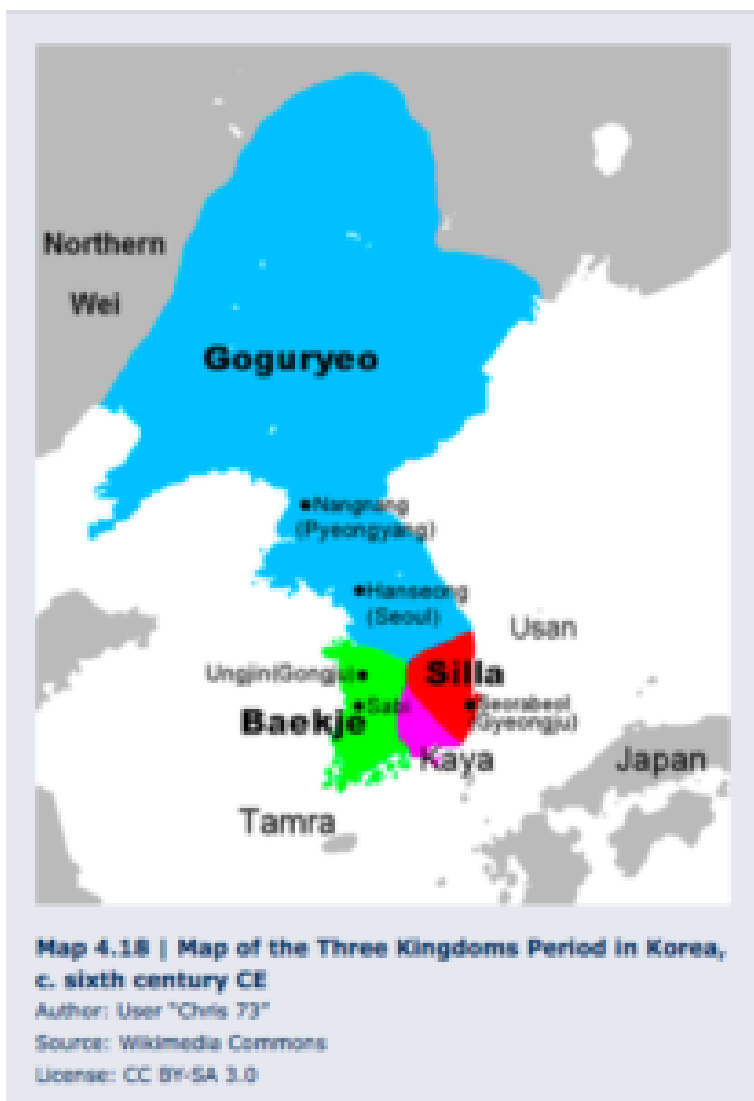 Northern
Wei
Goguryeo
Nangnang
(Pyeongyang)
Hanseong
(Seoul)
Usan
Ungjin(Gongju)
Silla
Sabi
Seorabeol
(Gyeongju)
Baekje
Kaya
Japan
Tamra
Map 4.18 | Map of the Three Kingdoms Period in Korea,
c. sixth century CE
Author: User "Chris 73"
Source: Wikimedia Commons
License: CC BY-SA 3.0